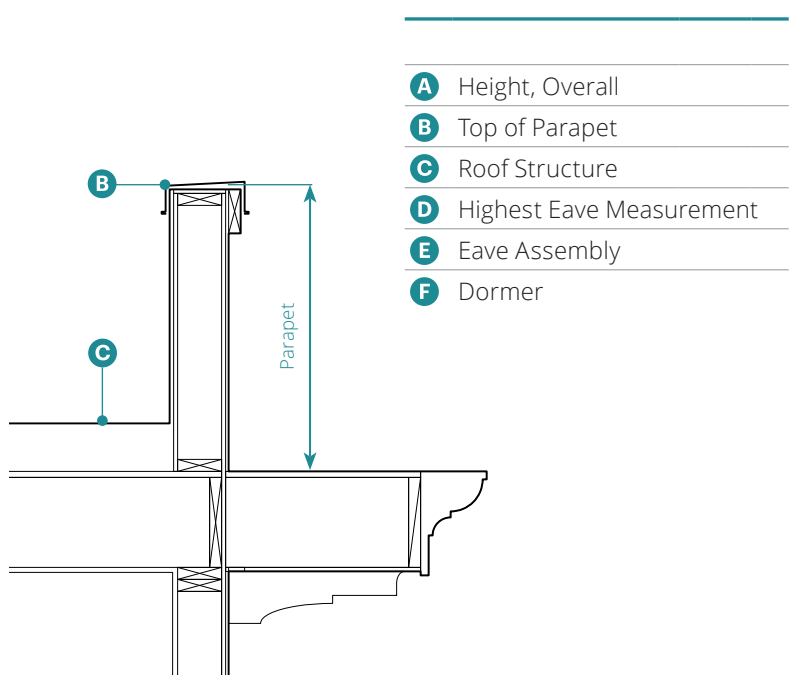 A Height, Overall
B Top of Parapet
C Roof Structure
D Highest Eave Measurement
E Eave Assembly
F Dormer
B
Parapet
C